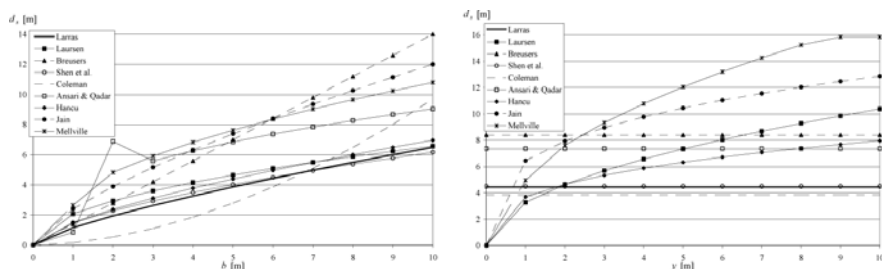 d_s [m]
14
12
10
8
6
4
2
0
Larras
Laursen
Breusers
Shen et al.
Coleman
Ansari & Qadar
Hancu
Jain
Mellville
0 1 2 3 4 5 6 7 8 9 10
b [m]
d_s [m]
16
14
12
10
8
6
4
2
0
Larras
Laursen
Breusers
Shen et al.
Coleman
Ansari & Qadar
Hancu
Jain
Mellville
0 1 2 3 4 5 6 7 8 9 10
y [m]